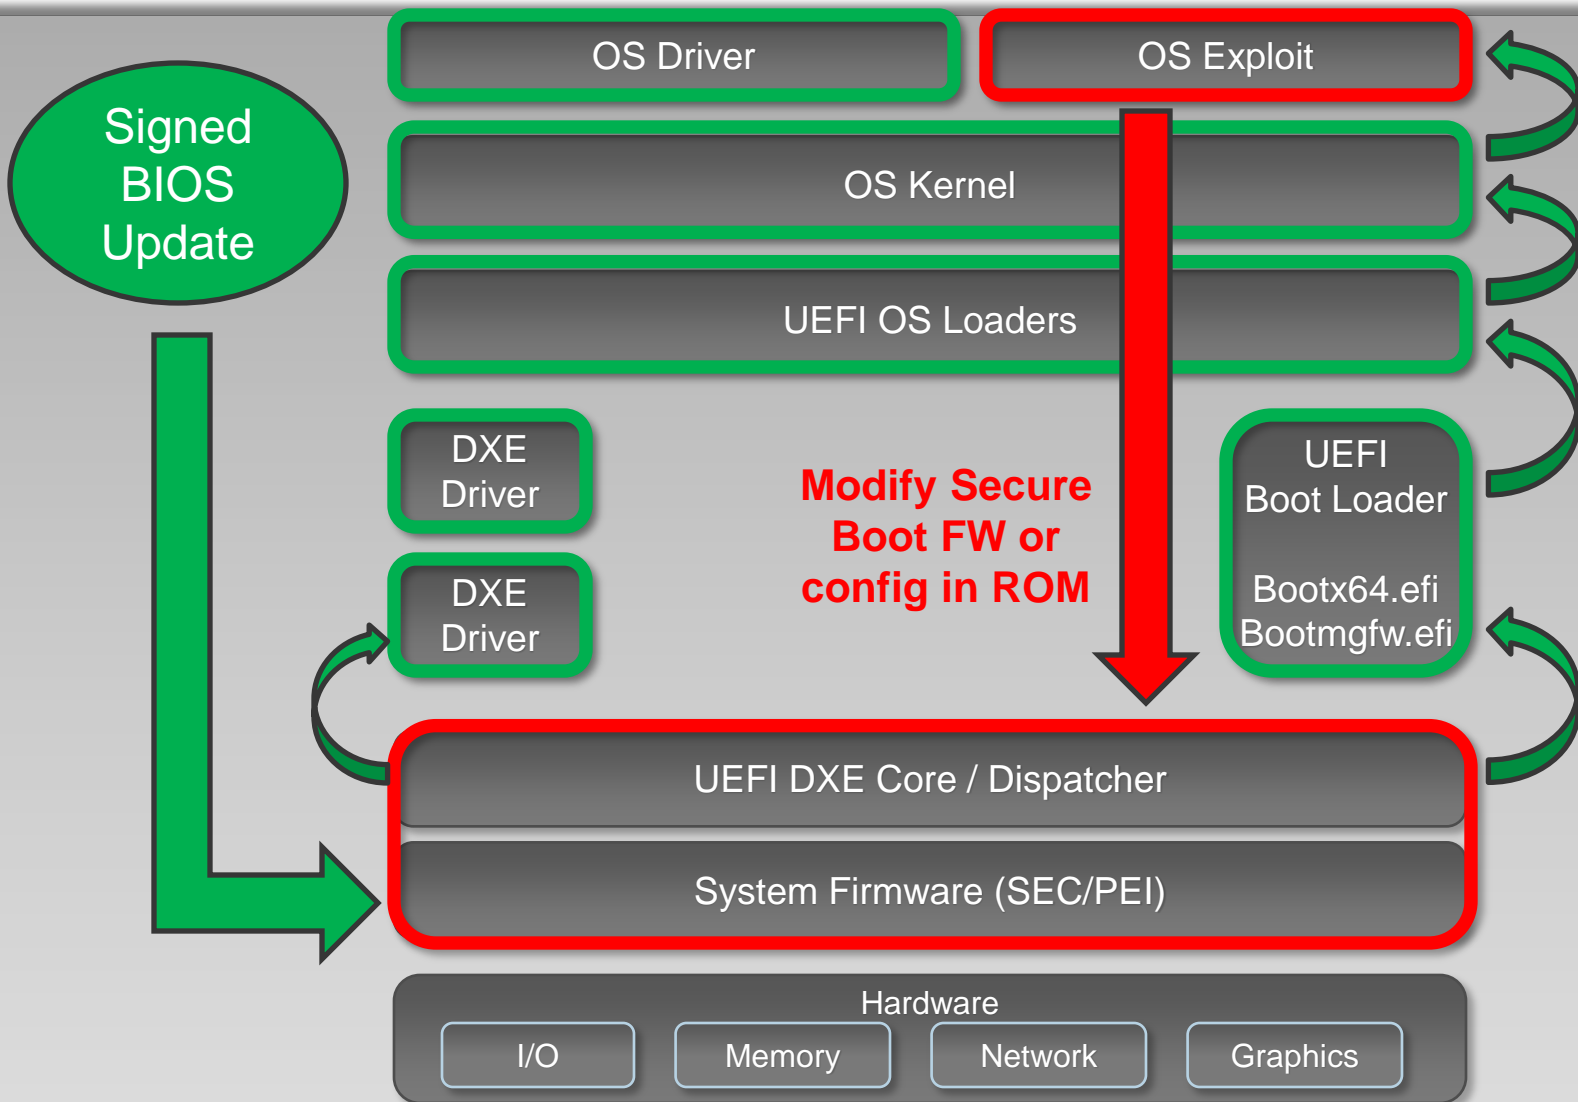 OS Driver
OS Exploit
Signed
BIOS
Update
OS Kernel
UEFI OS Loaders
DXE
Driver
Modify Secure
Boot FW or
config in ROM
UEFI
Boot Loader
Bootx64.efi
Bootmgfw.efi
DXE
Driver
UEFI DXE Core / Dispatcher
System Firmware (SEC/PEI)
Hardware
I/O
Memory
Network
Graphics